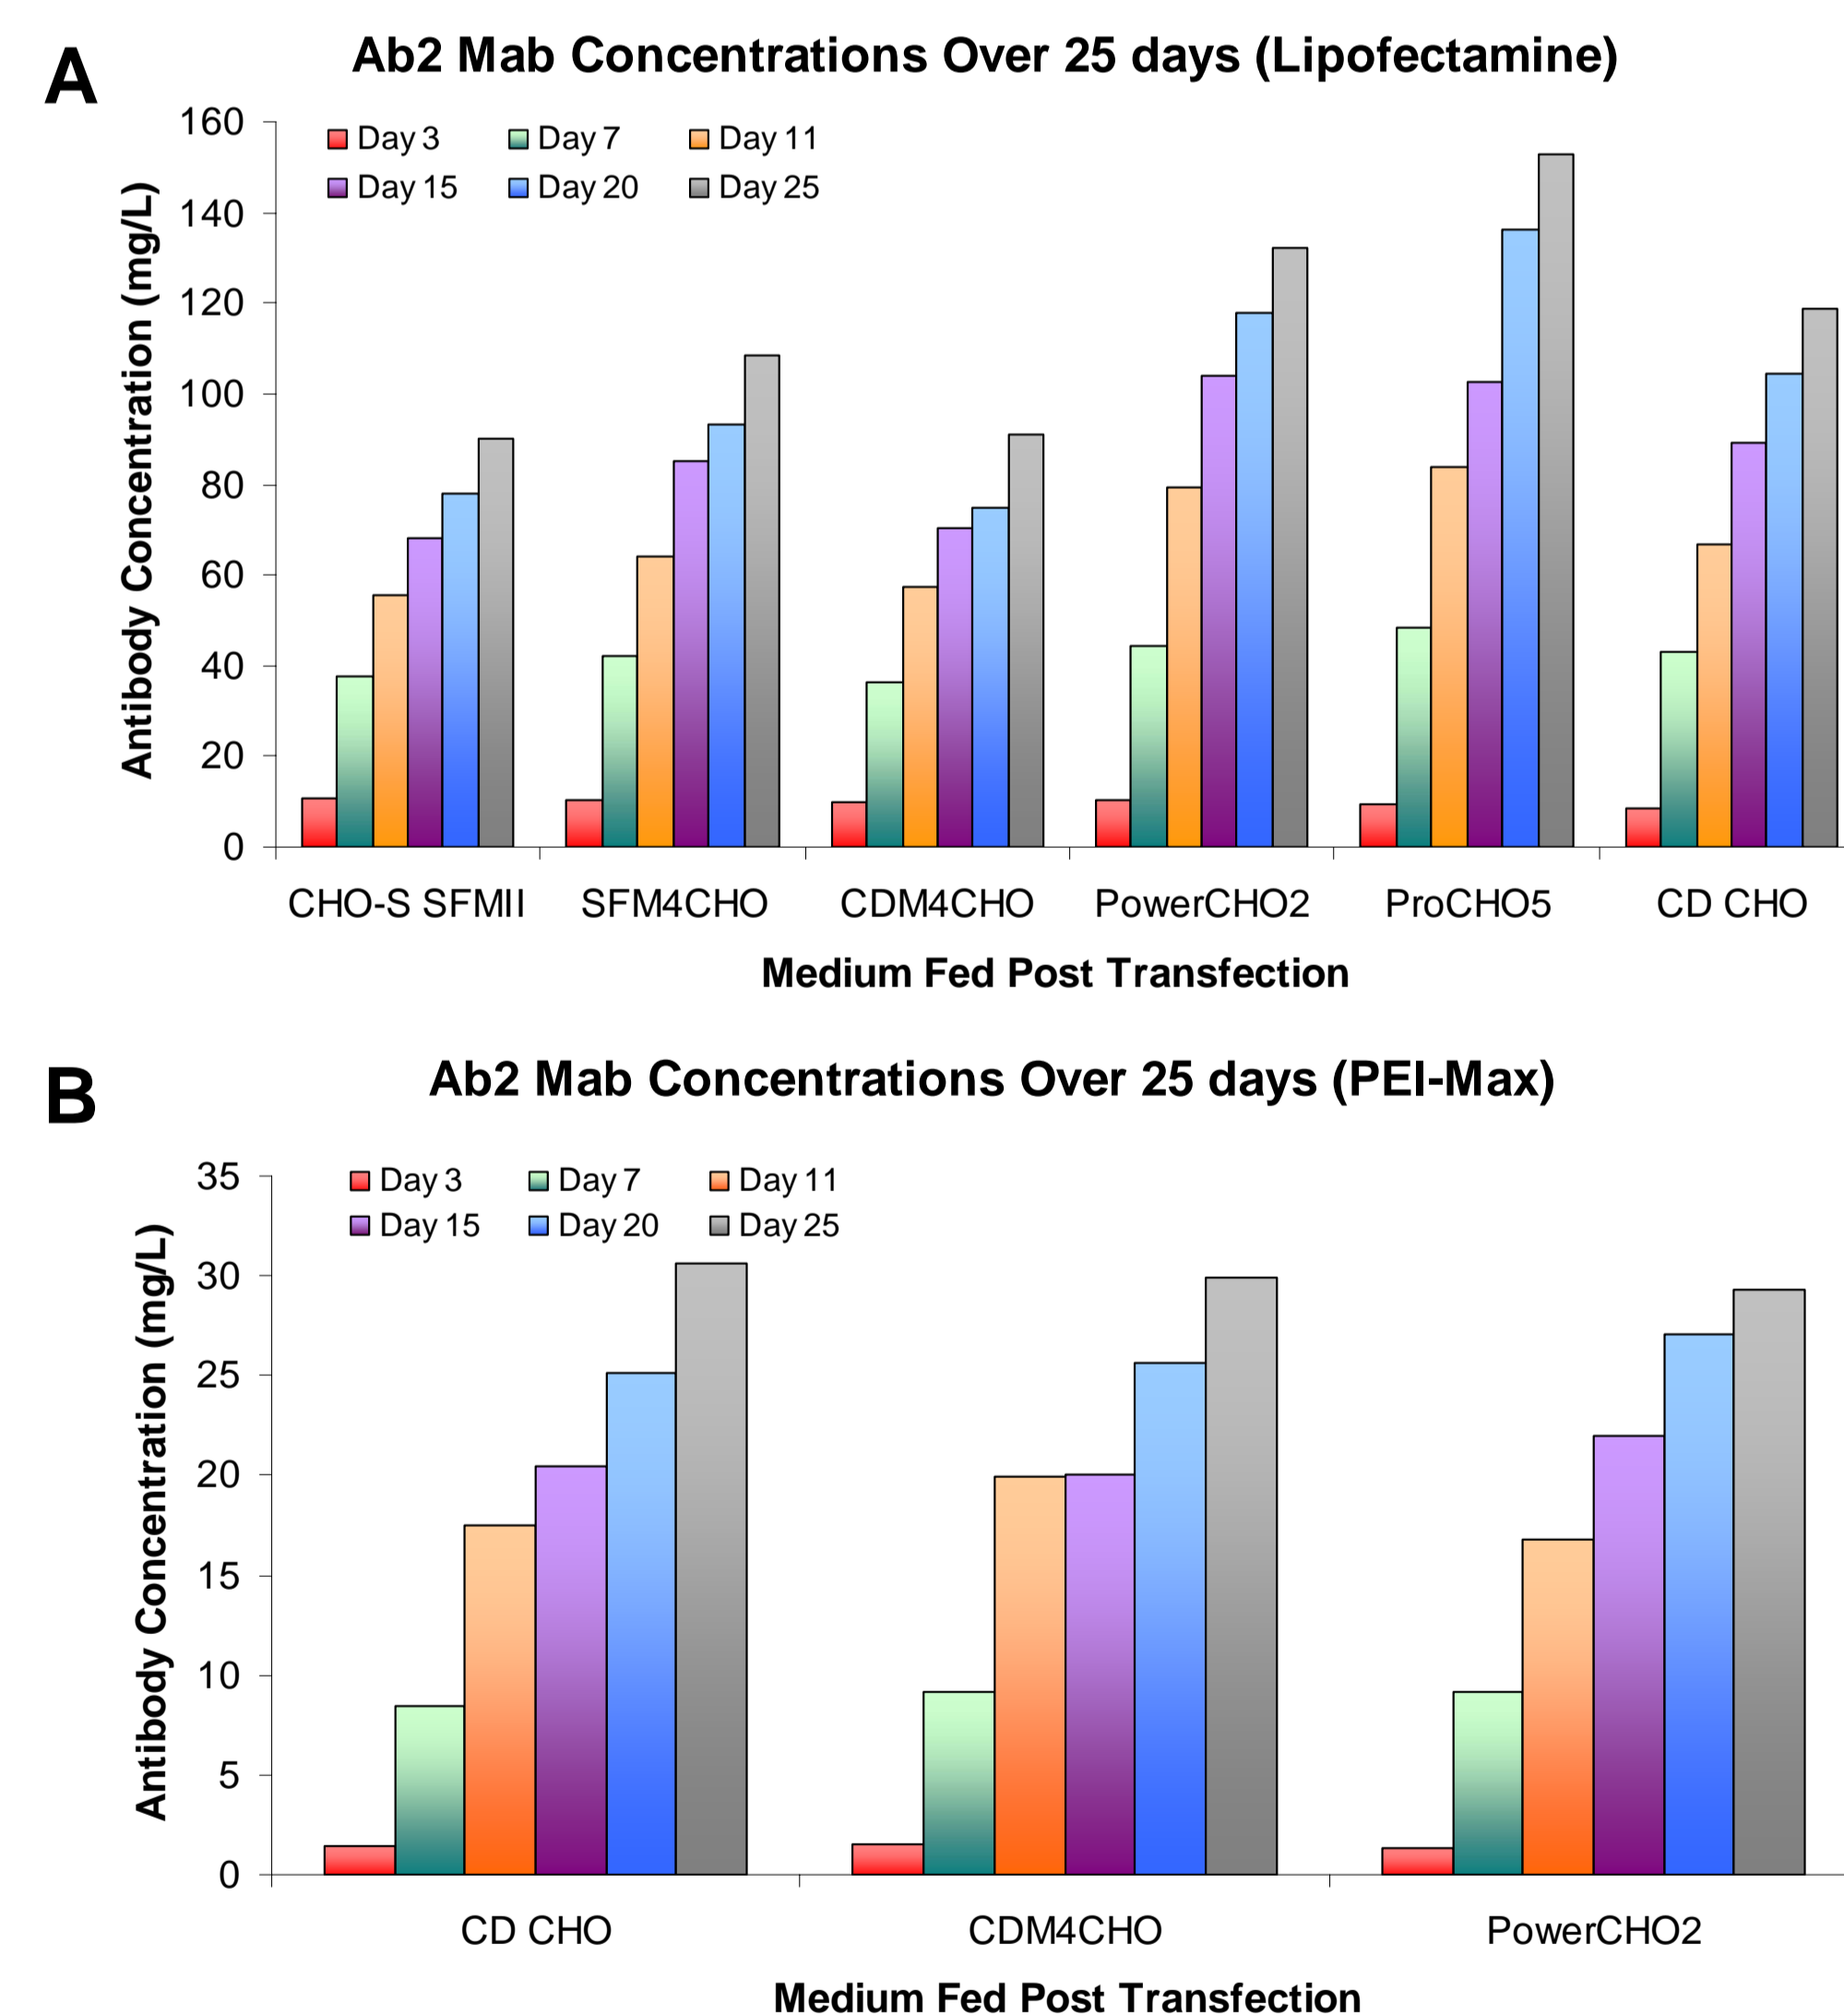 A
Ab2 Mab Concentrations Over 25 days (Lipofectamine)
Antibody Concentration (mg/L)
160
140
120
100
80
60
40
20
0
Day 3 Day 7 Day 11
Day 15 Day 20 Day 25
CHO-S SFMII SFM4CHO CDM4CHO PowerCHO2 ProCHO5 CD CHO
Medium Fed Post Transfection
B
Ab2 Mab Concentrations Over 25 days (PEI-Max)
Antibody Concentration (mg/L)
35
30
25
20
15
10
5
0
Day 3 Day 7 Day 11
Day 15 Day 20 Day 25
CD CHO CDM4CHO PowerCHO2
Medium Fed Post Transfection